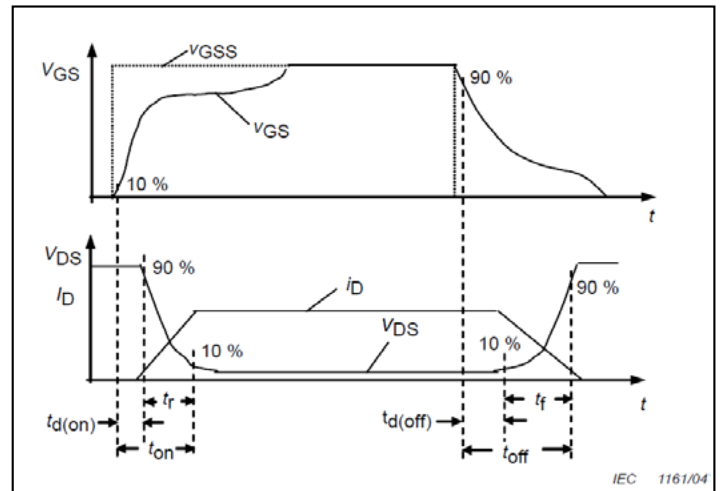 vGSS
VGS
90 %
vGS
10 %
t
VDS
ID
90 %
iD
90 %
VDS
10 %
10 %
tr
tf
t
td(on)
td(off)
ton
toff
IEC 1161/04